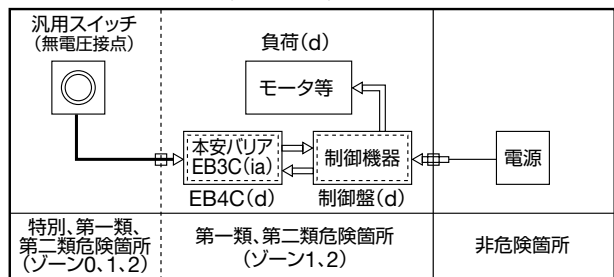 汎用スイッチ
(無電圧接点)
負荷(d)
モータ等
本安バリア
EB3C(ia)
制御機器
電源
EB4C(d)
制御盤(d)
特別、第一類、
第二類危険箇所
(ゾーン0、1、2)
第一類、第二類危険箇所
(ゾーン1、2)
非危険箇所